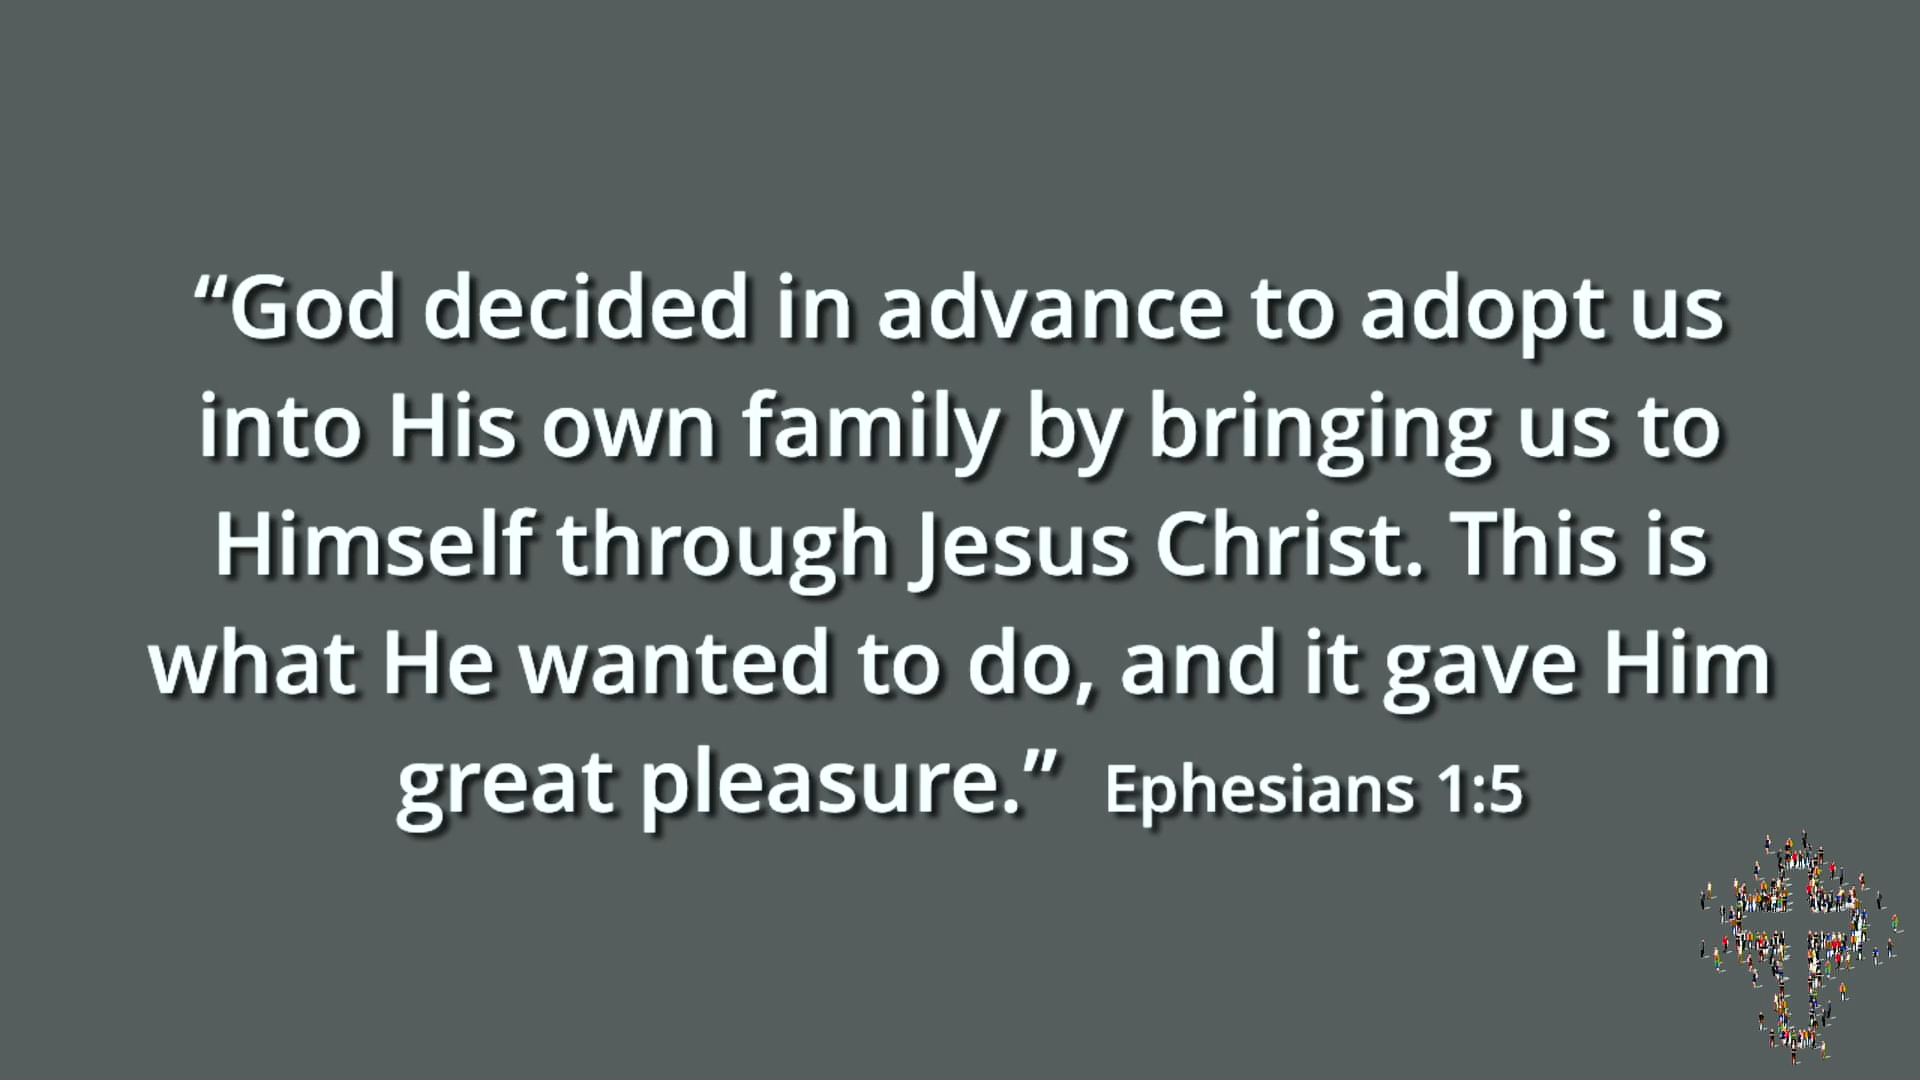 “God decided in advance to adopt us
into His own family by bringing us to
Himself through Jesus Christ. This is
what He wanted to do, and it gave Him
great pleasure.” Ephesians 1:5